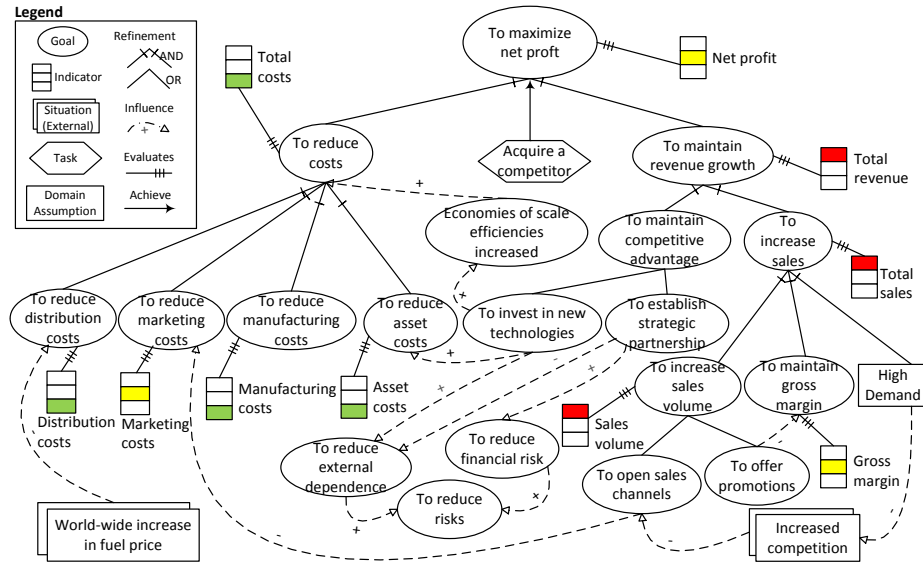 Legend
Goal
Refinement
AND
OR
Indicator
Situation
(External)
Influence
+
Task
Evaluates
Domain
Assumption
Achieve
Total
costs
To maximize
net proft
Net profit
To reduce
costs
Acquire a
competitor
To maintain
revenue growth
Total
revenue
+
Economies of scale
efficiencies
increased
To maintain
competitive
advantage
To
increase
sales
Total
sales
+
To reduce
distribution
costs
To reduce
marketing
costs
To reduce
manufacturing
costs
To reduce
asset
costs
To invest in new
technologies
To establish
strategic
partnership
+
Distribution
costs
Marketing
costs
Manufacturing
costs
Asset
costs
+
+
To increase
sales
volume
To maintain
gross
margin
High
Demand
Sales
volume
-
-
To reduce
external
dependence
To reduce
financial risk
To open sales
channels
To offer
promotions
-
Gross
margin
To reduce
risks
+
+
World-wide increase
in fuel price
-
-
Increased
competition
-